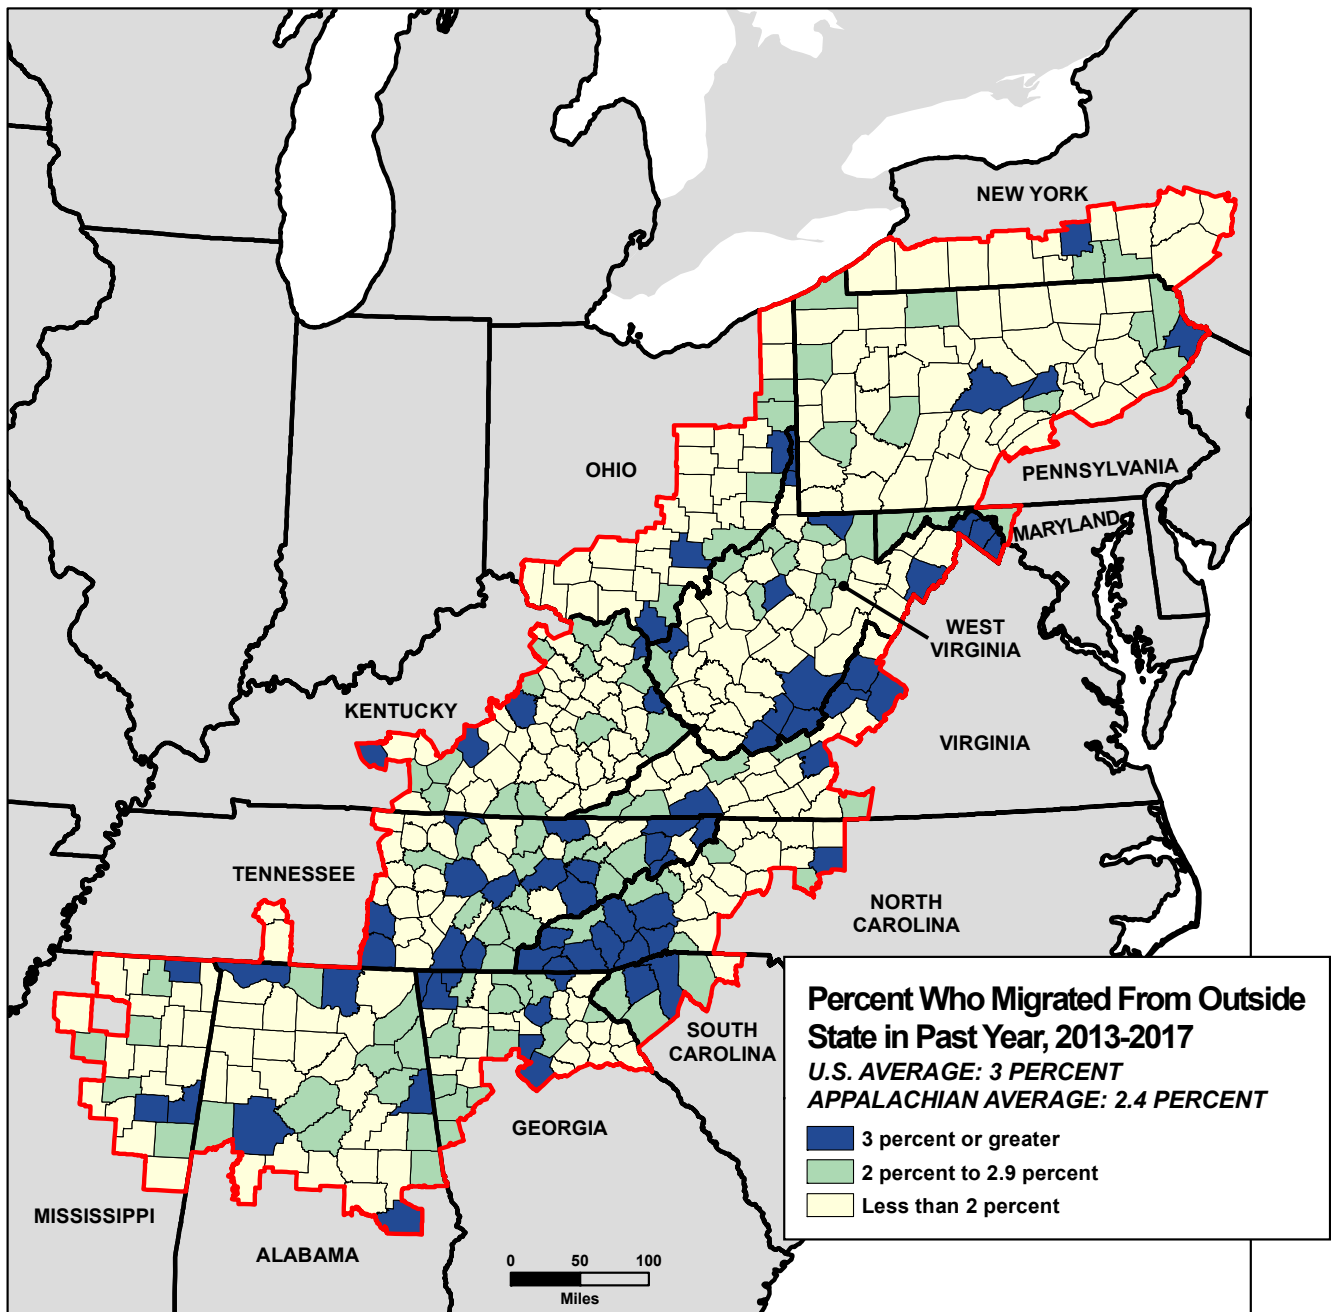 NEW YORK
OHIO
PENNSYLVANIA
MARYLAND
WEST
VIRGINIA
KENTUCKY
VIRGINIA
TENNESSEE
NORTH
CAROLINA
SOUTH
CAROLINA
GEORGIA
MISSISSIPPI
ALABAMA
Percent Who Migrated From Outside
State in Past Year, 2013-2017
U.S. AVERAGE: 3 PERCENT
APPALACHIAN AVERAGE: 2.4 PERCENT
3 percent or greater
2 percent to 2.9 percent
Less than 2 percent
0 50 100
Miles